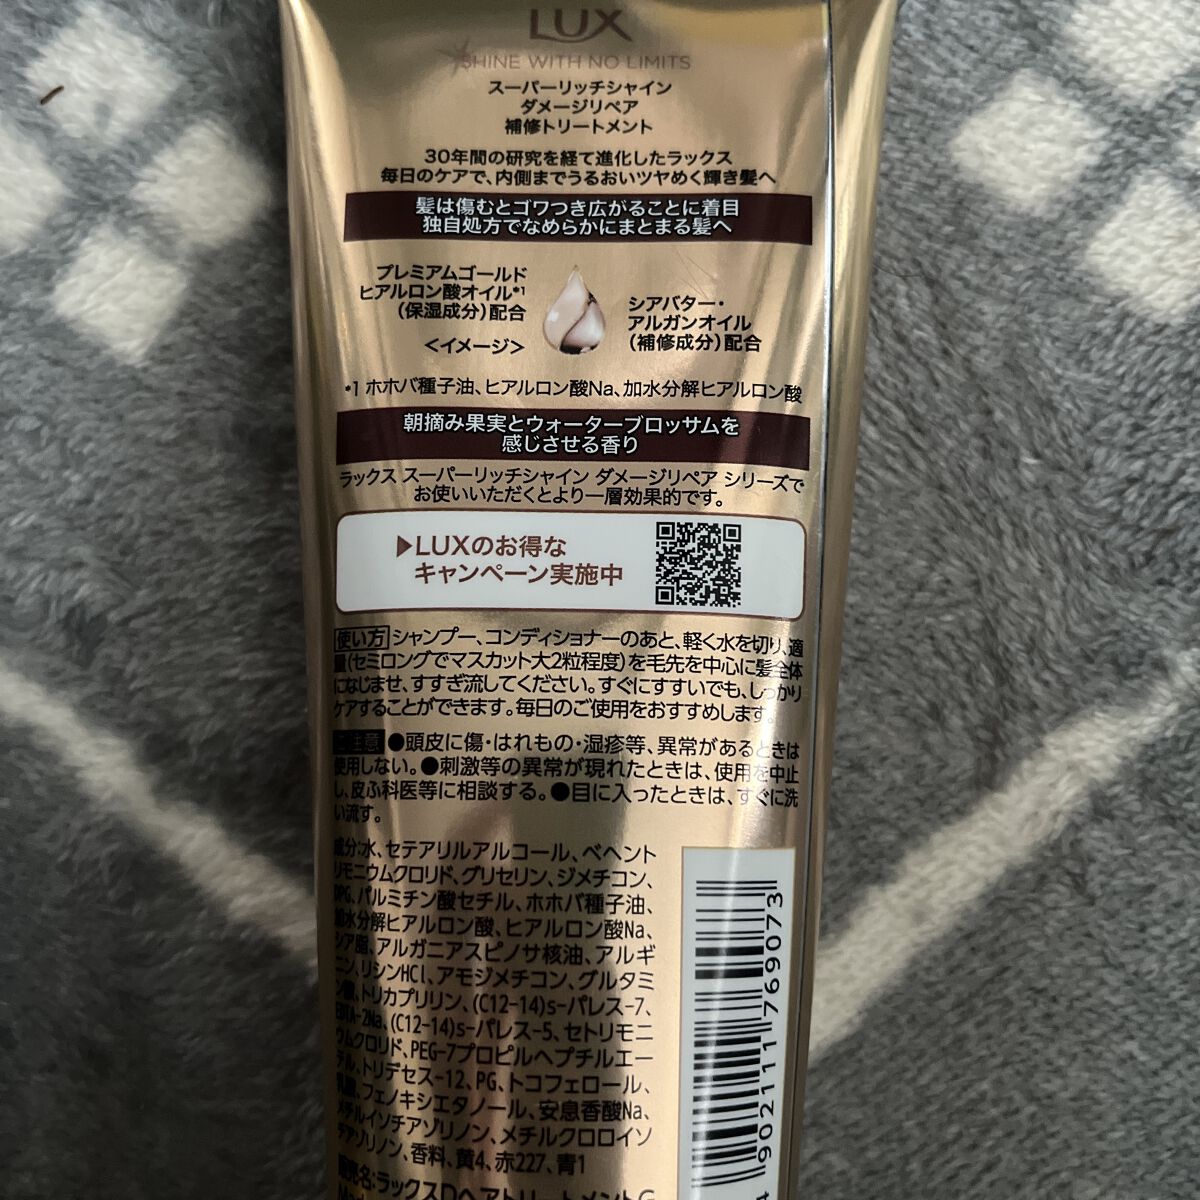 LUX
SHINE WITH NO LIMITS
スーパーリッチシャイン
ダメージリペア
補修トリートメント
30年間の研究を経て進化したラックス
毎日のケアで、内側までうるおいツヤめく輝き髪へ
髪は傷むとゴワつき広がることに着目
独自処方でなめらかにまとまる髪へ
プレミアムゴールド
ヒアルロン酸オイル*1
(保湿成分)配合
<イメージ>
シアバター・
アルガンオイル
(補修成分)配合
*1 ホホバ種子油、ヒアルロン酸Na、加水分解ヒアルロン酸
朝摘み果実とウォーターブロッサムを
感じさせる香り
ラックス スーパーリッチシャイン ダメージリペア シリーズで
お使いいただくとより一層効果的です。
▶LUXのお得な
キャンペーン実施中
使い方 シャンプー、コンディショナーのあと、軽く水を切り、適
量(セミロングでマスカット大2粒程度)を毛先を中心に髪全体
になじませ、すすぎ流してください。すぐにすすいでも、しっかり
ケアすることができます。毎日のご使用をおすすめします。
ご注意 ●頭皮に傷・はれもの・湿疹等、異常があるときは
使用しない。●刺激等の異常が現れたときは、使用を中止
し、皮ふ科医等に相談する。●目に入ったときは、すぐに洗
い流す。
成分:水、セテアリルアルコール、ベヘント
リモニウムクロリド、グリセリン、ジメチコン、
DPG、パルミチン酸セチル、ホホバ種子油、
加水分解ヒアルロン酸、ヒアルロン酸Na、
シア脂、アルガニアスピノサ核油、アルギ
ニン、リシンHCl、アモジメチコン、グルタミ
ン酸、トリカプリリン、(C12-14)s-パレス-7、
EDTA-2Na、(C12-14)s-パレス-5、セトリモニ
ウムクロリド、PEG-7プロピルヘプチルエー
テル、トリデセス-12、PG、トコフェロール、
乳酸、フェノキシエタノール、安息香酸Na、
メチルイソチアゾリノン、メチルクロロイソ
チアゾリノン、香料、黄4、赤227、青1
販売名:ラックスDヘアトリートメントG
4 902111 769073